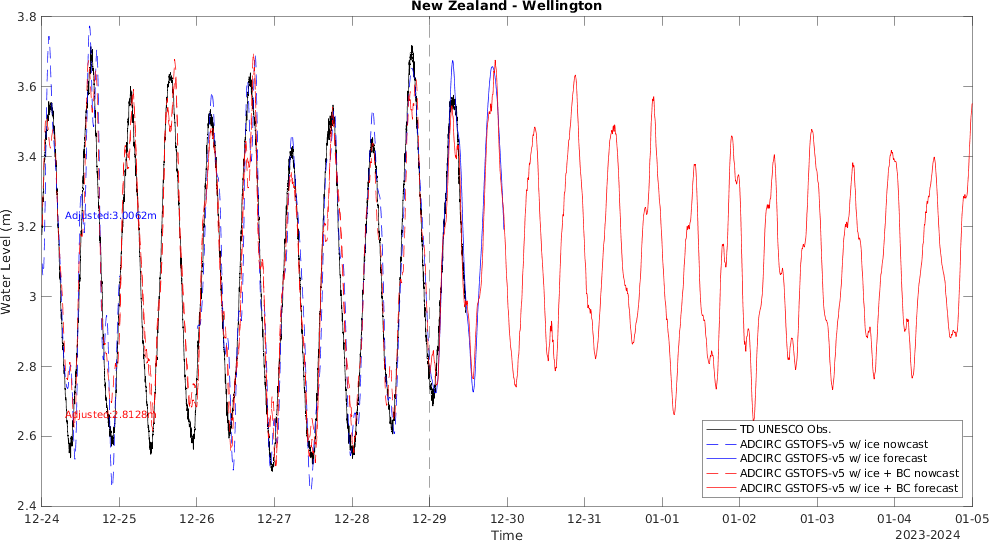 New Zealand - Wellington
3.8
3.6
3.4
3.2
3
2.8
2.6
2.4
Water Level (m)
Adjusted:3.0062m
Adjusted:2.8128m
TD UNESCO Obs.
ADCIRC GSTOFS-v5 w/ ice nowcast
ADCIRC GSTOFS-v5 w/ ice forecast
ADCIRC GSTOFS-v5 w/ ice + BC nowcast
ADCIRC GSTOFS-v5 w/ ice + BC forecast
12-24 12-25 12-26 12-27 12-28 12-29 12-30 12-31 01-01 01-02 01-03 01-04 01-05
Time
2023-2024